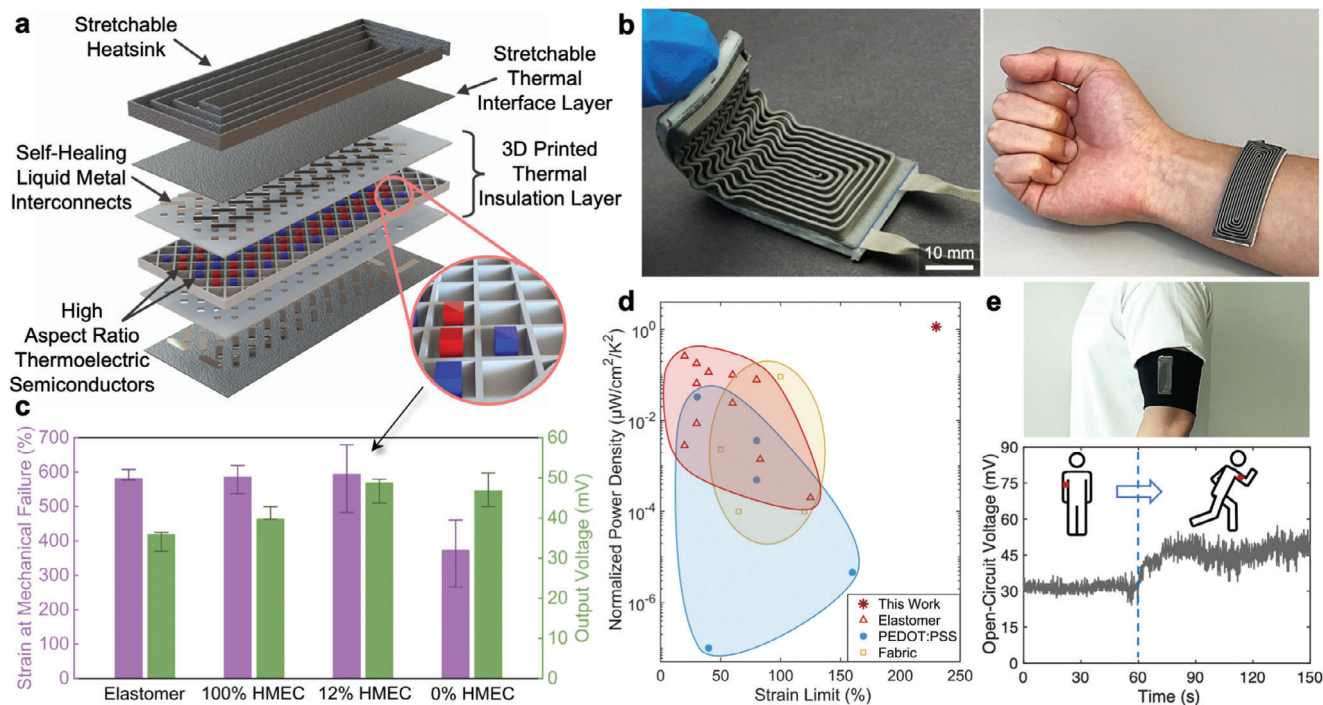 a
Stretchable
Heatsink
Stretchable
Thermal
Interface Layer
Self-Healing
Liquid Metal
Interconnects
3D Printed
Thermal
Insulation Layer
High
Aspect Ratio
Thermoelectric
Semiconductors
b
10 mm
c
Strain at Mechanical Failure (%)
700
600
500
400
300
200
100
0
Elastomer
100% HMEC
12% HMEC
0% HMEC
60
50
40
30
20
10
0
Output Voltage (mV)
d
Normalized Power Density (μW/cm²/K²)
10⁰
10⁻²
10⁻⁴
10⁻⁶
This Work
Elastomer
PEDOT:PSS
Fabric
0 50 100 150 200 250
Strain Limit (%)
e
Open-Circuit Voltage (mV)
90
75
60
45
30
15
0
0 30 60 90 120 150
Time (s)